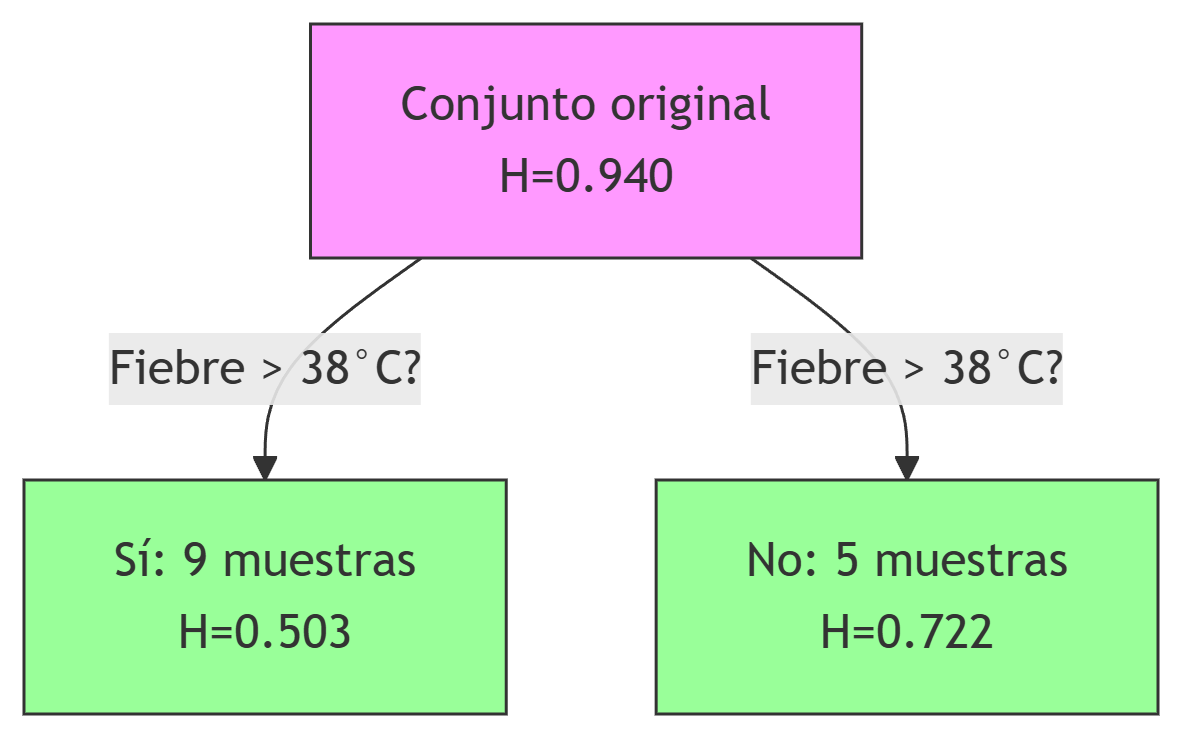 Conjunto original
H=0.940
Fiebre > 38°C?
Fiebre > 38°C?
Sí: 9 muestras
H=0.503
No: 5 muestras
H=0.722